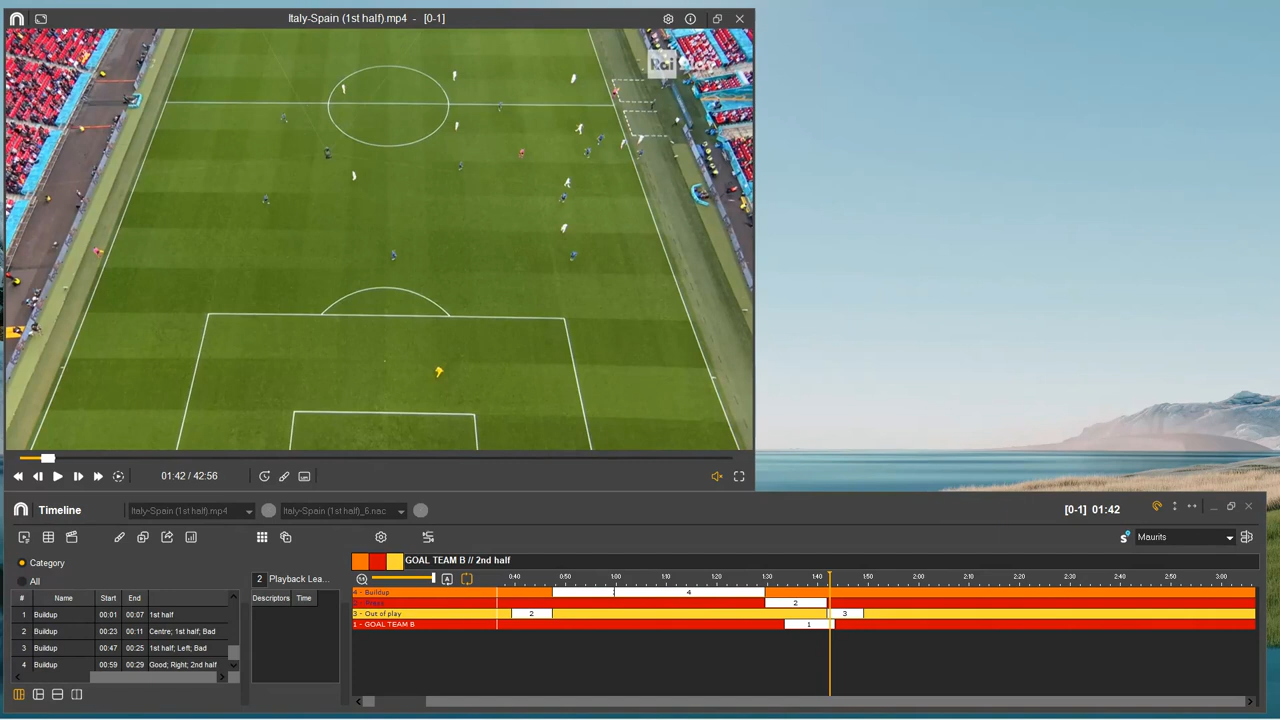 Italy-Spain (1st half).mp4 - [0-1]
Rai Play
01:42 / 42:56
Timeline
Italy-Spain (1st half).mp4
Italy-Spain (1st half)_6.nac
[0-1] 01:42
Maurits
Category
All
GOAL TEAM B // 2nd half
2 Playback Lea...
# Name Start End
Descriptors Time
0:40 0:50 1:00 1:10 1:20 1:30 1:40 1:50 2:00 2:10 2:20 2:30 2:40 2:50 3:00
1 Buildup 00:01 00:07 1st half
2 Buildup 00:23 00:11 Centre; 1st half; Bad
3 Buildup 00:47 00:25 1st half; Left; Bad
4 Buildup 00:59 00:29 Good; Right; 2nd half
4 - Buildup 4
2
3 - Out of play 2 3
1 - GOAL TEAM B 1